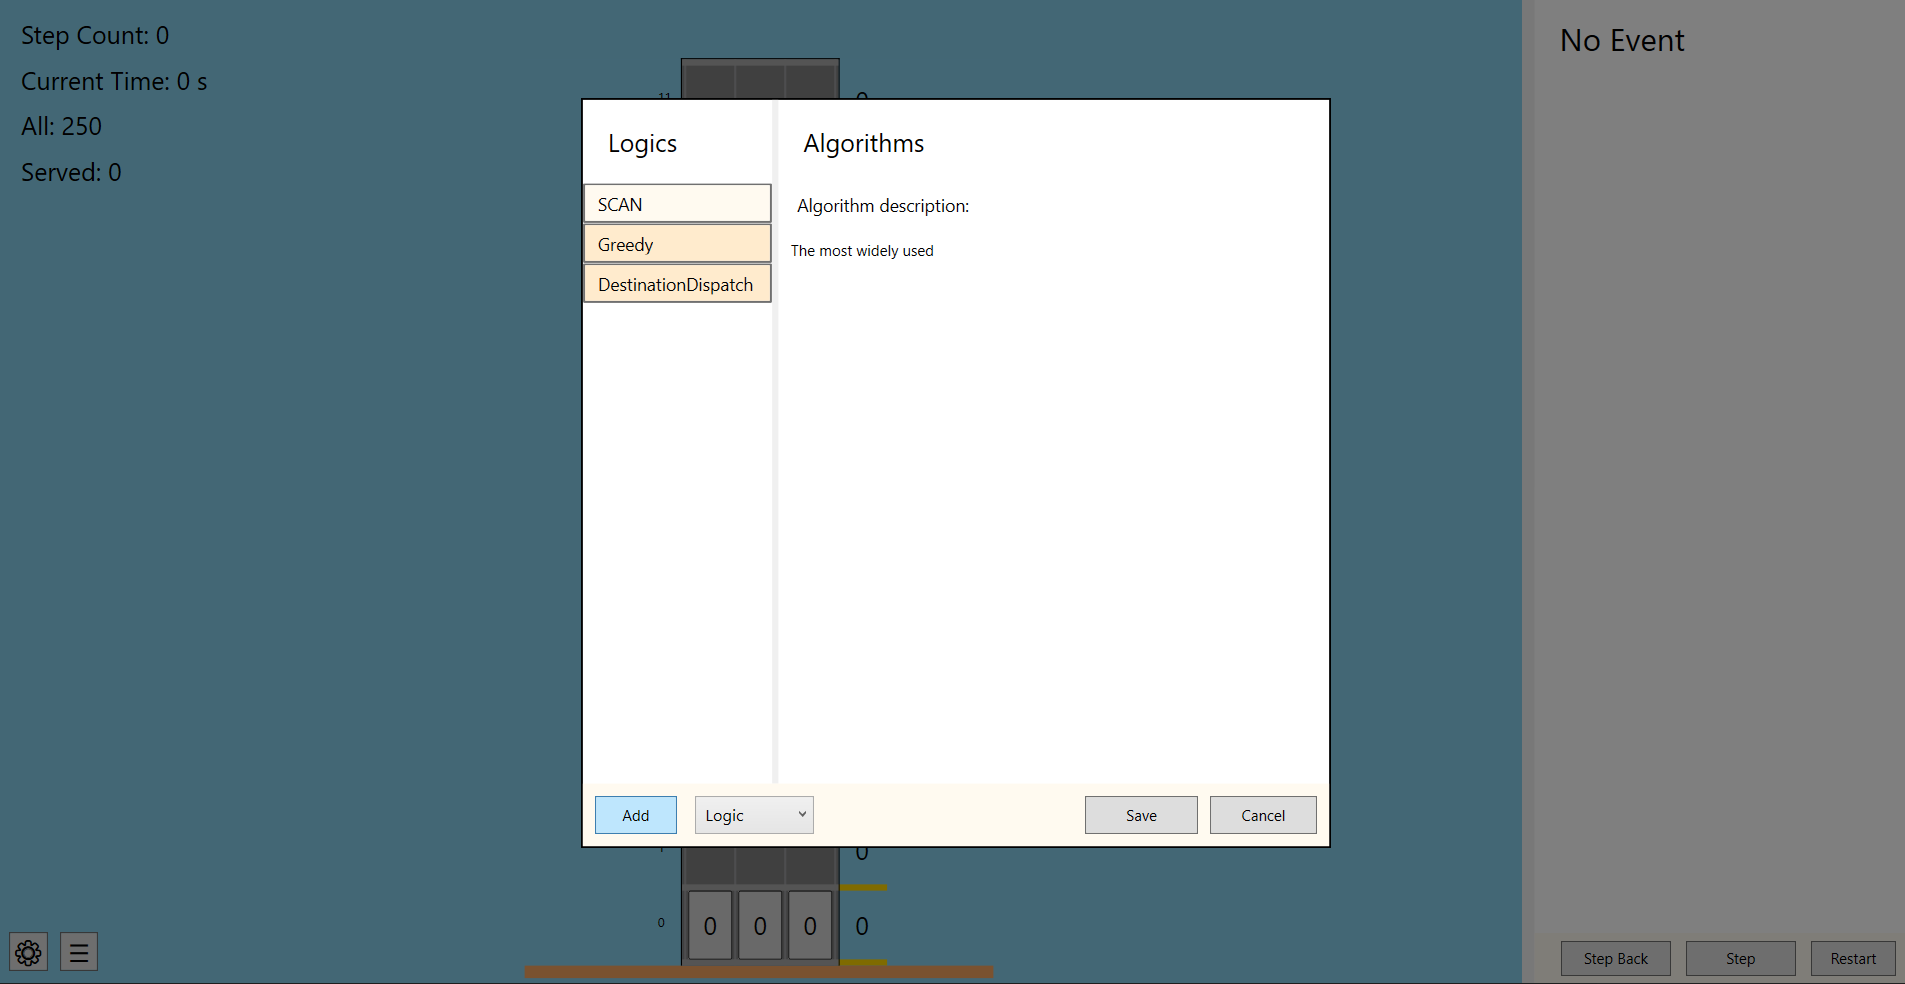 Step Count: 0
Current Time: 0 s
All: 250
Served: 0
No Event
Logics
SCAN
Greedy
DestinationDispatch
Algorithms
Algorithm description:
The most widely used
Add
Logic
Save
Cancel
0
0 0 0 0
Step Back
Step
Restart